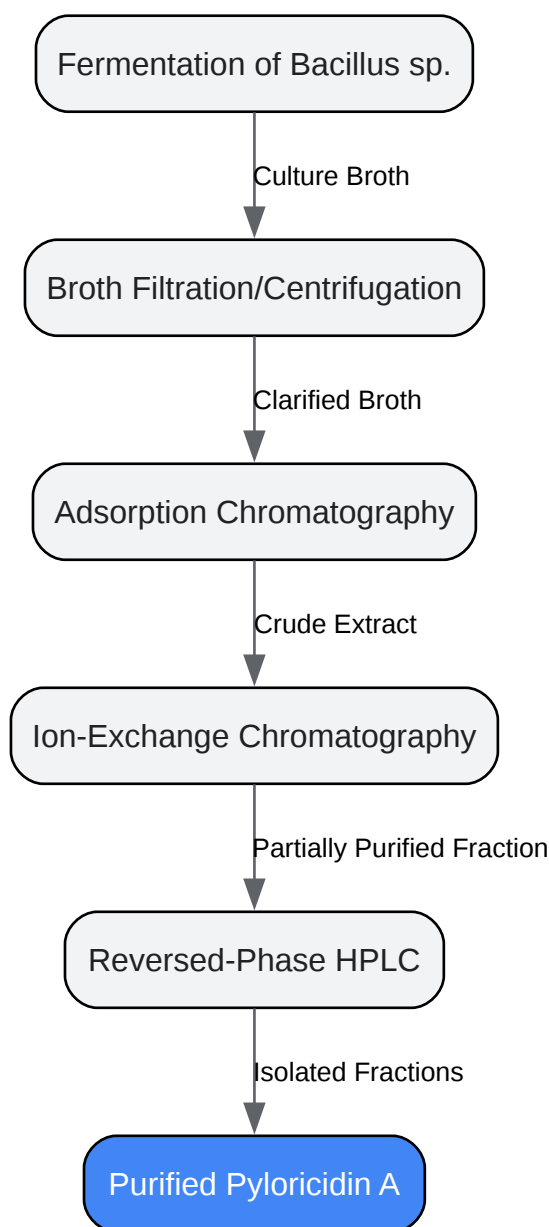 Fermentation of Bacillus sp.
Culture Broth
Broth Filtration/Centrifugation
Clarified Broth
Adsorption Chromatography
Crude Extract
Ion-Exchange Chromatography
Partially Purified Fraction
Reversed-Phase HPLC
Isolated Fractions
Purified Pyloricidin A